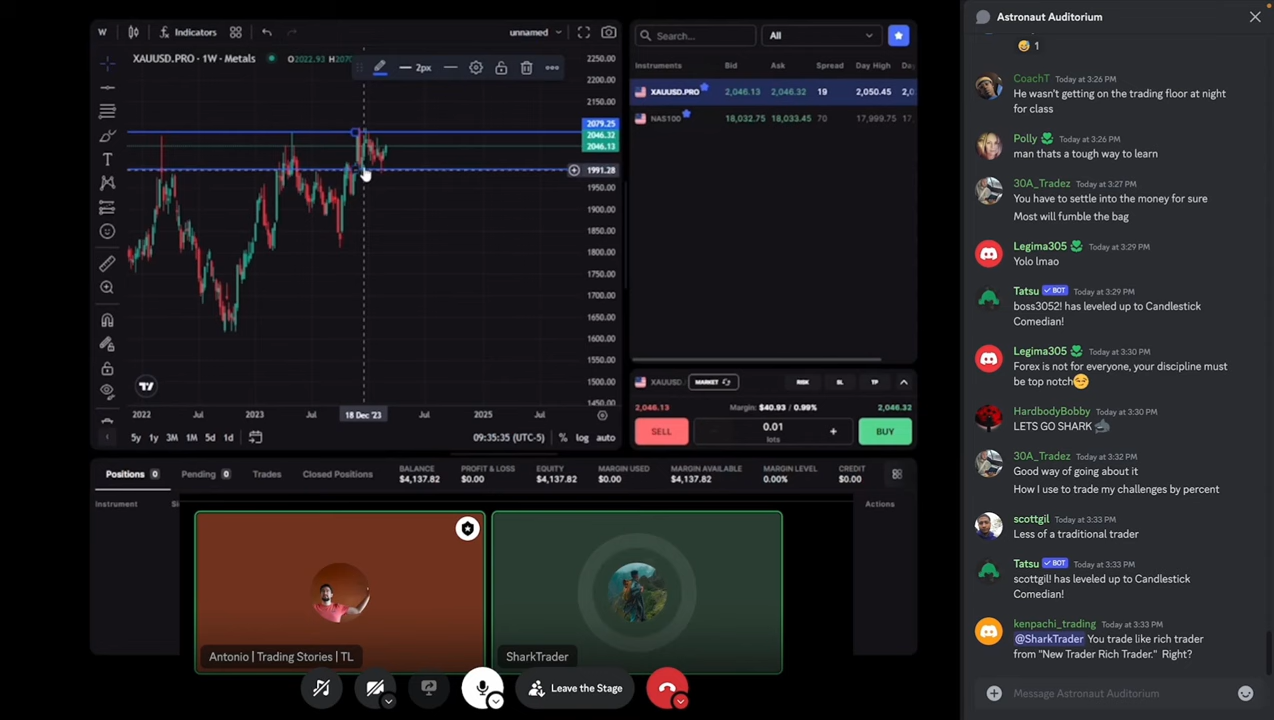 W
Indicators
unnamed
XAUUSD.PRO · 1W · Metals
O2022.93
2px
2250.00
2200.00
2150.00
2100.00
2079.25
2046.32
2046.13
1991.28
1950.00
1900.00
1850.00
1800.00
1750.00
1700.00
1650.00
1600.00
1550.00
1500.00
1450.00
2022
Jul
2023
Jul
18 Dec '23
Jul
2025
Jul
5y
1y
3M
1M
5d
1d
09:35:35 (UTC-5)
%
log
auto
Search...
All
Instruments
Bid
Ask
Spread
Day High
XAUUSD.PRO
2,046.13
2,046.32
19
2,050.45
NAS100
18,032.75
18,033.45
70
17,999.75
XAUUSD.
MARKET
RISK
SL
TP
2,046.13
Margin: $40.93 / 0.99%
2,046.32
SELL
0.01
lots
BUY
Positions 0
Pending 0
Trades
Closed Positions
BALANCE
$4,137.82
PROFIT & LOSS
$0.00
EQUITY
$4,137.82
MARGIN USED
$0.00
MARGIN AVAILABLE
$4,137.82
MARGIN LEVEL
0.00%
CREDIT
$0.00
Instrument
Actions
Antonio | Trading Stories | TL
SharkTrader
Leave the Stage
Astronaut Auditorium
1
CoachT Today at 3:26 PM
He wasn't getting on the trading floor at night
for class
Polly Today at 3:26 PM
man thats a tough way to learn
30A_Tradez Today at 3:27 PM
You have to settle into the money for sure
Most will fumble the bag
Legima305 Today at 3:29 PM
Yolo lmao
Tatsu BOT Today at 3:29 PM
boss3052! has leveled up to Candlestick
Comedian!
Legima305 Today at 3:30 PM
Forex is not for everyone, your discipline must
be top notch😏
HardbodyBobby Today at 3:30 PM
LETS GO SHARK 🦈
30A_Tradez Today at 3:32 PM
Good way of going about it
How I use to trade my challenges by percent
scottgil Today at 3:33 PM
Less of a traditional trader
Tatsu BOT Today at 3:33 PM
scottgil! has leveled up to Candlestick
Comedian!
kenpachi_trading Today at 3:33 PM
@SharkTrader You trade like rich trader
from "New Trader Rich Trader." Right?
Message Astronaut Auditorium